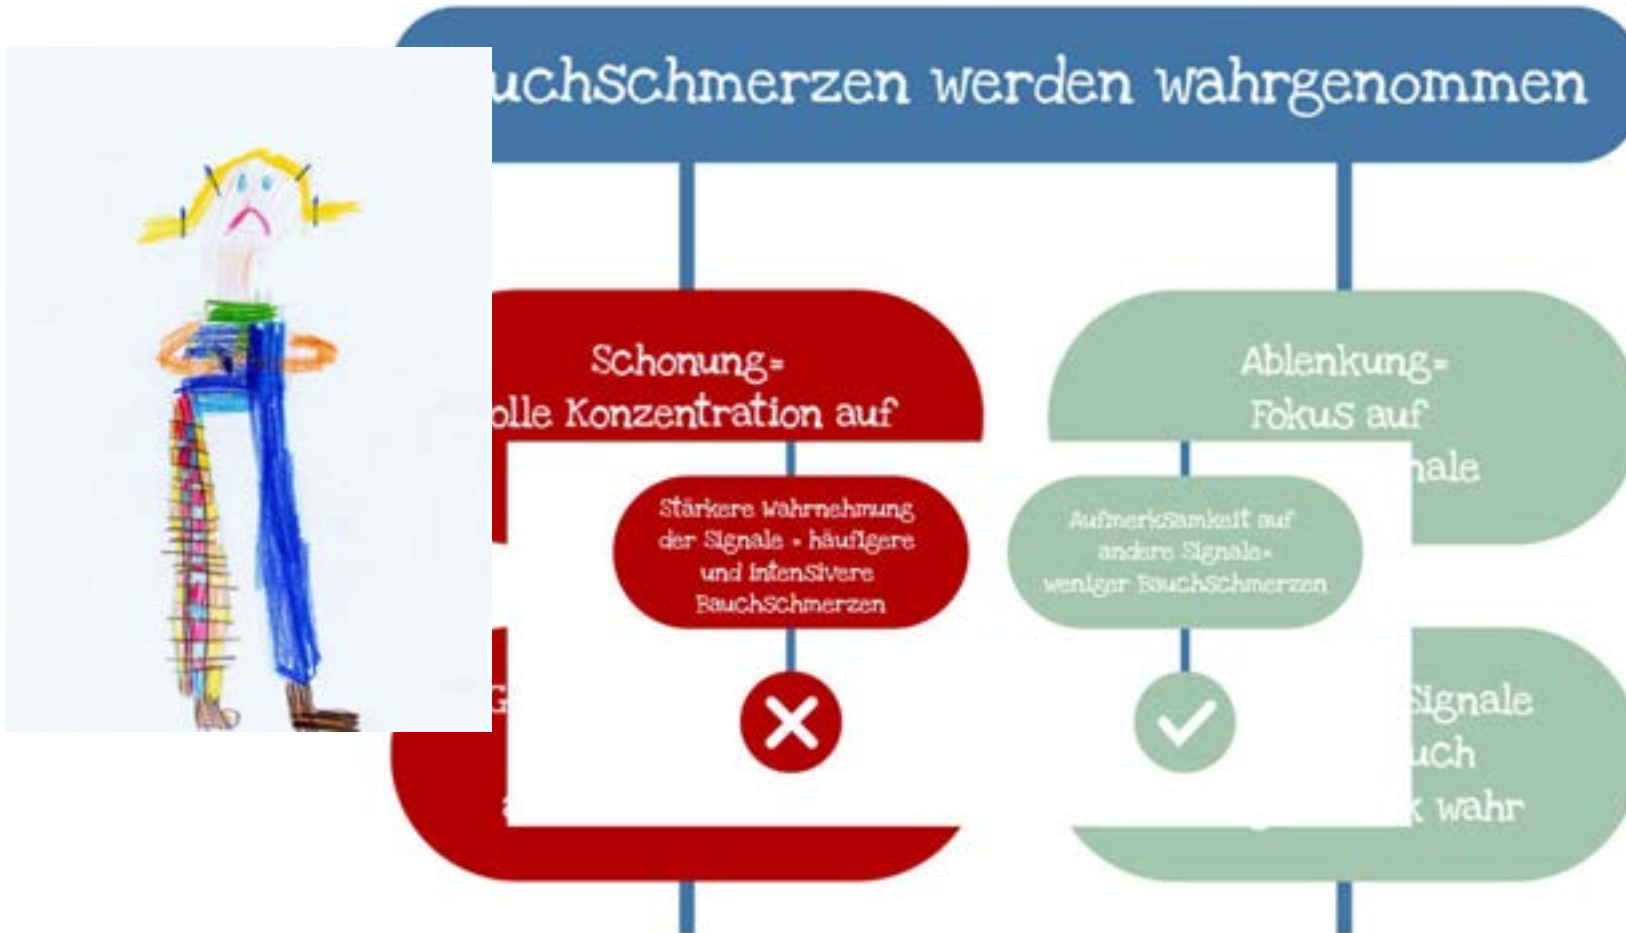 uchschmerzen werden wahrgenommen
Schonung=
olle Konzentration auf
Ablenkung=
Fokus auf
nale
Stärkere Wahrnehmung
der Signale = häufigere
und intensivere
Bauchschmerzen
Aufmerksamkeit auf
andere Signale=
weniger Bauchschmerzen
G
Signale
uch
k wahr